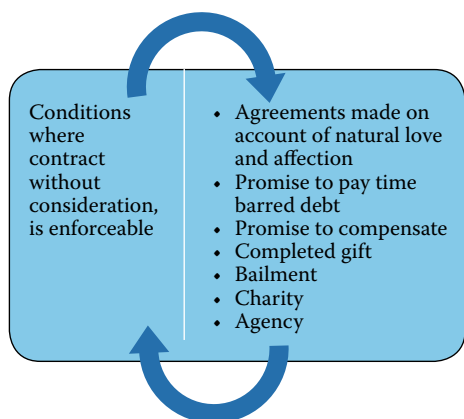 Conditions
where
contract
without
consideration,
is enforceable
• Agreements made on
account of natural love
and affection
• Promise to pay time
barred debt
• Promise to compensate
• Completed gift
• Bailment
• Charity
• Agency